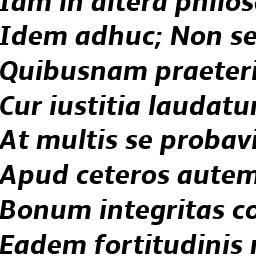 Iam in altera philos
Idem adhuc; Non se
Quibusnam praeteri
Cur iustitia laudatur
At multis se probavi
Apud ceteros autem
Bonum integritas co
Eadem fortitudinis r